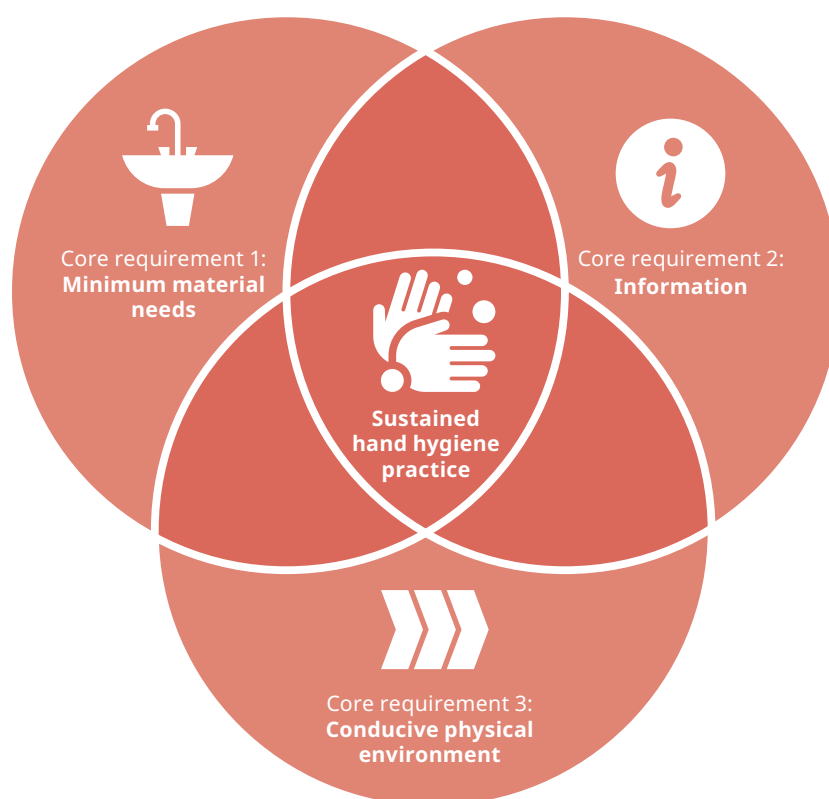 Core requirement 1:
Minimum material
needs
Core requirement 2:
Information
Sustained
hand hygiene
practice
Core requirement 3:
Conducive physical
environment